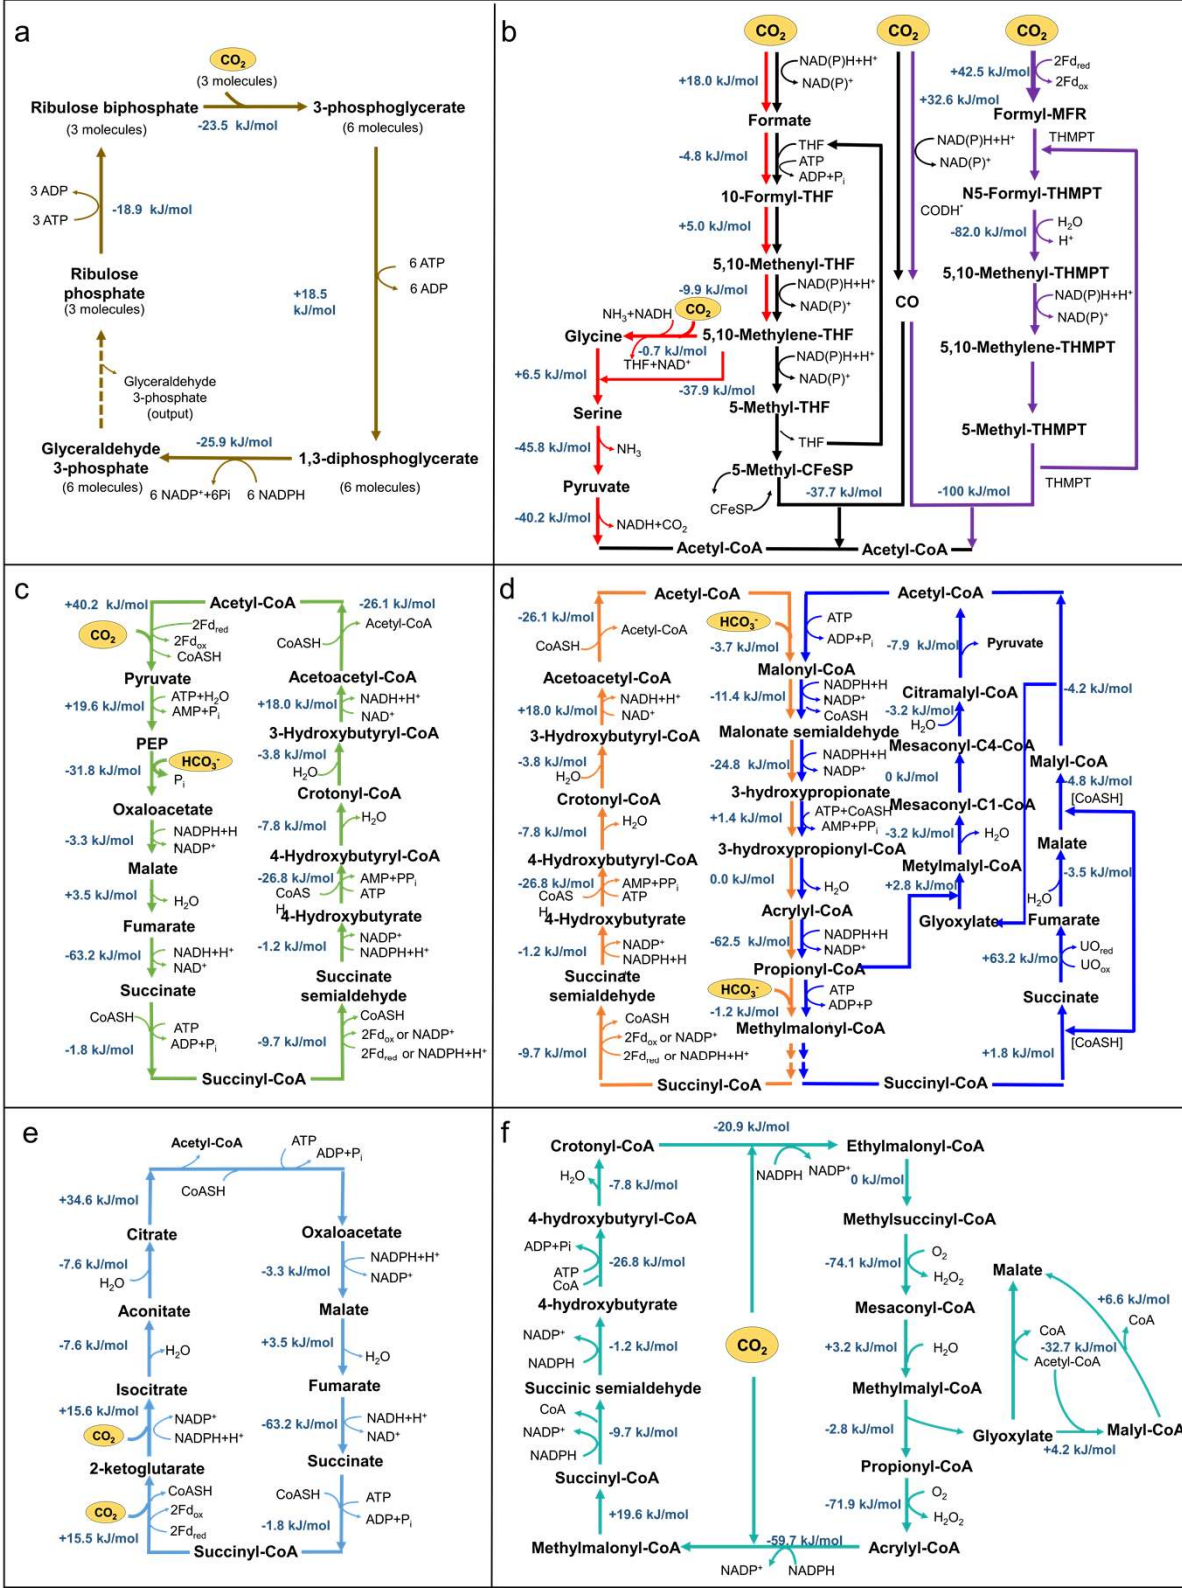 a
CO2
(3 molecules)
Ribulose biphosphate
(3 molecules)
-23.5 kJ/mol
3-phosphoglycerate
(6 molecules)
3 ADP
3 ATP
-18.9 kJ/mol
6 ATP
6 ADP
+18.5
kJ/mol
Ribulose
phosphate
(3 molecules)
Glyceraldehyde
3-phosphate
(output)
Glyceraldehyde
3-phosphate
(6 molecules)
-25.9 kJ/mol
6 NADP⁺+6Pi
6 NADPH
1,3-diphosphoglycerate
(6 molecules)
b
CO2
CO2
CO2
+18.0 kJ/mol
NAD(P)H+H⁺
NAD(P)⁺
Formate
-4.8 kJ/mol
THF
ATP
ADP+Pi
10-Formyl-THF
+5.0 kJ/mol
5,10-Methenyl-THF
-9.9 kJ/mol
NAD(P)H+H⁺
NAD(P)⁺
NH3+NADH
CO2
Glycine
5,10-Methylene-THF
-0.7 kJ/mol
THF+NAD⁺
+6.5 kJ/mol
-37.9 kJ/mol
NAD(P)H+H⁺
NAD(P)⁺
Serine
5-Methyl-THF
-45.8 kJ/mol
NH3
THF
Pyruvate
5-Methyl-CFeSP
CFeSP
-37.7 kJ/mol
-40.2 kJ/mol
NADH+CO2
Acetyl-CoA
Acetyl-CoA
+42.5 kJ/mol
2Fdred
2Fdox
+32.6 kJ/mol
Formyl-MFR
NAD(P)H+H⁺
NAD(P)⁺
THMPT
N5-Formyl-THMPT
CODH⁻
-82.0 kJ/mol
H2O
H⁺
5,10-Methenyl-THMPT
CO
NAD(P)H+H⁺
NAD(P)⁺
5,10-Methylene-THMPT
5-Methyl-THMPT
-100 kJ/mol
THMPT
c
+40.2 kJ/mol
Acetyl-CoA
-26.1 kJ/mol
CO2
2Fdred
2Fdox
CoASH
CoASH
Acetyl-CoA
Pyruvate
Acetoacetyl-CoA
+19.6 kJ/mol
ATP+H2O
AMP+Pi
+18.0 kJ/mol
NADH+H⁺
NAD⁺
PEP
3-Hydroxybutyryl-CoA
-31.8 kJ/mol
HCO3⁻
Pi
-3.8 kJ/mol
H2O
Oxaloacetate
Crotonyl-CoA
-3.3 kJ/mol
NADPH+H
NADP⁺
-7.8 kJ/mol
H2O
Malate
4-Hydroxybutyryl-CoA
+3.5 kJ/mol
H2O
-26.8 kJ/mol
CoAS
H
AMP+PPi
ATP
Fumarate
4-Hydroxybutyrate
-63.2 kJ/mol
NADH+H⁺
NAD⁺
-1.2 kJ/mol
NADP⁺
NADPH+H⁺
Succinate
Succinate
semialdehyde
CoASH
ATP
ADP+Pi
-1.8 kJ/mol
-9.7 kJ/mol
CoASH
2Fdox or NADP⁺
2Fdred or NADPH+H⁺
Succinyl-CoA
d
-26.1 kJ/mol
Acetyl-CoA
Acetyl-CoA
CoASH
Acetyl-CoA
HCO3⁻
-3.7 kJ/mol
ATP
ADP+Pi
-7.9 kJ/mol
Pyruvate
Acetoacetyl-CoA
Malonyl-CoA
Citramalyl-CoA
-4.2 kJ/mol
+18.0 kJ/mol
NADH+H⁺
NAD⁺
-11.4 kJ/mol
NADPH+H
NADP⁺
CoASH
-3.2 kJ/mol
H2O
3-Hydroxybutyryl-CoA
Malonate semialdehyde
Mesaconyl-C4-CoA
-3.8 kJ/mol
H2O
-24.8 kJ/mol
NADPH+H
NADP⁺
0 kJ/mol
Malyl-CoA
Crotonyl-CoA
3-hydroxypropionate
Mesaconyl-C1-CoA
-4.8 kJ/mol
[CoASH]
-7.8 kJ/mol
H2O
+1.4 kJ/mol
ATP+CoASH
AMP+PPi
-3.2 kJ/mol
H2O
4-Hydroxybutyryl-CoA
3-hydroxypropionyl-CoA
Metylmalyl-CoA
Malate
-26.8 kJ/mol
CoAS
H
AMP+PPi
ATP
0.0 kJ/mol
H2O
+2.8 kJ/mol
-3.5 kJ/mol
H2O
4-Hydroxybutyrate
Acrylyl-CoA
Glyoxylate
Fumarate
-1.2 kJ/mol
NADP⁺
NADPH+H
-62.5 kJ/mol
NADPH+H
NADP⁺
+63.2 kJ/mol
UOred
UOox
Succinate
semialdehyde
Propionyl-CoA
HCO3⁻
-1.2 kJ/mol
ATP
ADP+P
Succinate
CoASH
2Fdox or NADP⁺
2Fdred or NADPH+H⁺
-9.7 kJ/mol
Methylmalonyl-CoA
+1.8 kJ/mol
[CoASH]
Succinyl-CoA
Succinyl-CoA
e
Acetyl-CoA
CoASH
ATP
ADP+Pi
+34.6 kJ/mol
Citrate
Oxaloacetate
-7.6 kJ/mol
H2O
-3.3 kJ/mol
NADPH+H⁺
NADP⁺
Aconitate
Malate
-7.6 kJ/mol
H2O
+3.5 kJ/mol
H2O
Isocitrate
Fumarate
+15.6 kJ/mol
CO2
NADP⁺
NADPH+H⁺
-63.2 kJ/mol
NADH+H⁺
NAD⁺
2-ketoglutarate
Succinate
CO2
CoASH
2Fdox
2Fdred
+15.5 kJ/mol
CoASH
ATP
ADP+Pi
-1.8 kJ/mol
Succinyl-CoA
f
Crotonyl-CoA
-20.9 kJ/mol
NADPH
NADP⁺
Ethylmalonyl-CoA
H2O
-7.8 kJ/mol
0 kJ/mol
4-hydroxybutyryl-CoA
Methylsuccinyl-CoA
ADP+Pi
ATP
CoA
-26.8 kJ/mol
-74.1 kJ/mol
O2
H2O2
4-hydroxybutyrate
Mesaconyl-CoA
Malate
NADP⁺
NADPH
-1.2 kJ/mol
CO2
+3.2 kJ/mol
H2O
CoA
Acetyl-CoA
-32.7 kJ/mol
+6.6 kJ/mol
CoA
Succinic semialdehyde
Methylmalyl-CoA
CoA
NADP⁺
NADPH
-9.7 kJ/mol
-2.8 kJ/mol
Glyoxylate
+4.2 kJ/mol
Malyl-CoA
Succinyl-CoA
Propionyl-CoA
+19.6 kJ/mol
-71.9 kJ/mol
O2
H2O2
Methylmalonyl-CoA
-59.7 kJ/mol
NADP⁺
NADPH
Acrylyl-CoA